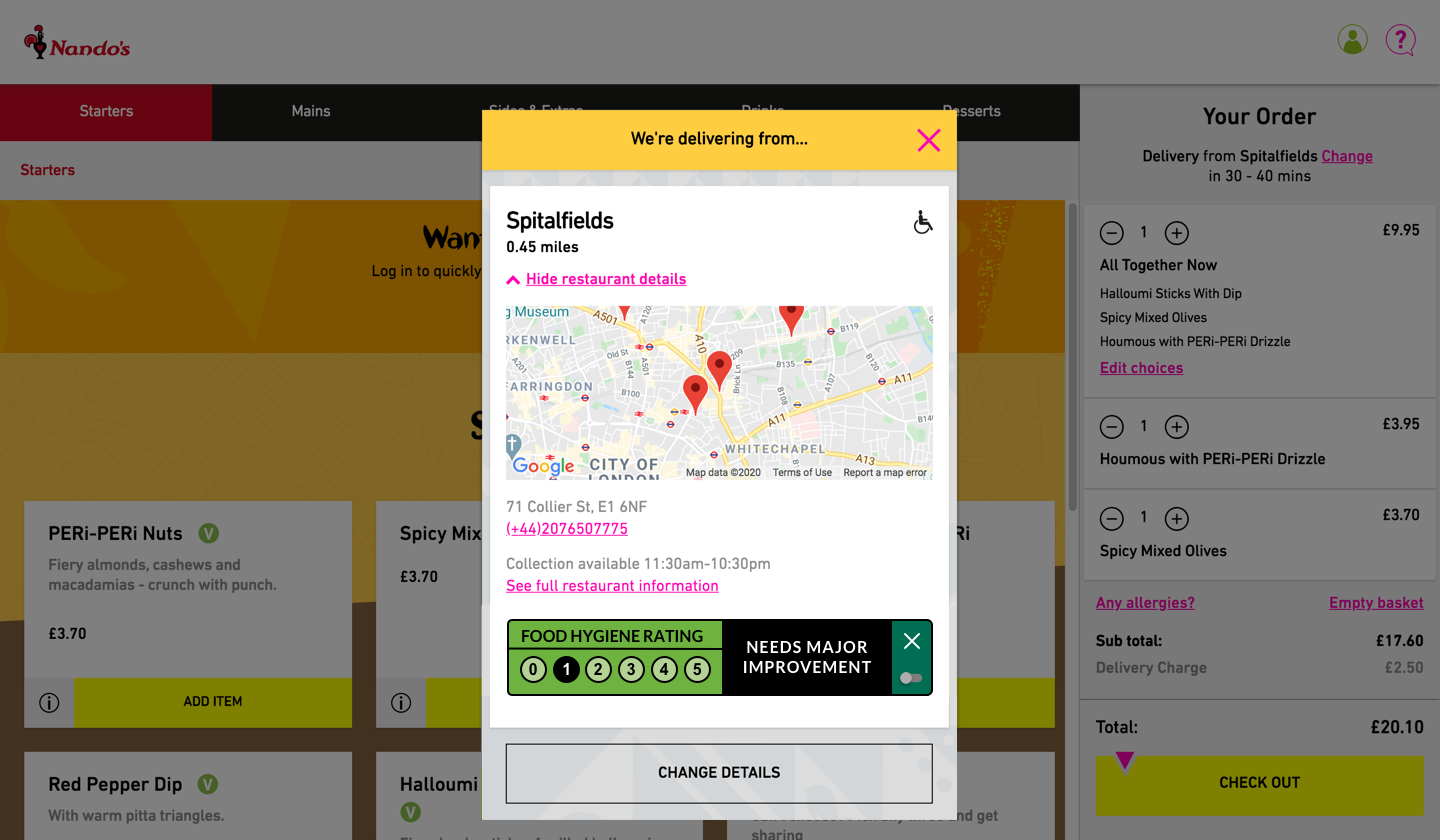 Nando's
?
Starters
Mains
Sides & Extras
Drinks
Desserts
Starters
Log in to quickly
PERi-PERi Nuts V
Fiery almonds, cashews and
macadamias - crunch with punch.
£3.70
ADD ITEM
Spicy Mix
£3.70
Red Pepper Dip V
With warm pitta triangles.
Halloumi
V
and get
sharing
We're delivering from...
Spitalfields
0.45 miles
Hide restaurant details
g Museum
A501
A120
B119
RKENWELL
Old St
A10
A209
A201
A501
B144
B135
B120
FARRINGDON
B100
Brick Ln
A107
A11
B108
B140
A11
WHITECHAPEL
A13
Google
CITY OF
LONDON
Map data ©2020
Terms of Use
Report a map error
71 Collier St, E1 6NF
(+44)2076507775
Collection available 11:30am-10:30pm
See full restaurant information
FOOD HYGIENE RATING
0 1 2 3 4 5
NEEDS MAJOR
IMPROVEMENT
CHANGE DETAILS
Your Order
Delivery from Spitalfields Change
in 30 - 40 mins
1 £9.95
All Together Now
Halloumi Sticks With Dip
Spicy Mixed Olives
Houmous with PERi-PERi Drizzle
Edit choices
1 £3.95
Houmous with PERi-PERi Drizzle
1 £3.70
Spicy Mixed Olives
Any allergies? Empty basket
Sub total: £17.60
Delivery Charge £2.50
Total: £20.10
CHECK OUT